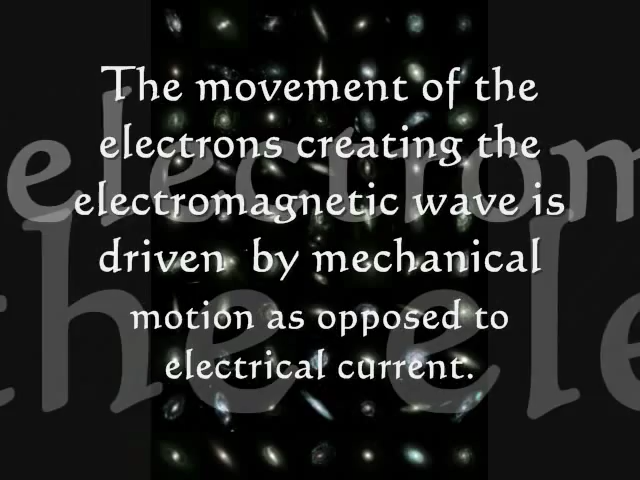 The movement of the
electrons creating the
electromagnetic wave is
driven by mechanical
motion as opposed to
electrical current.